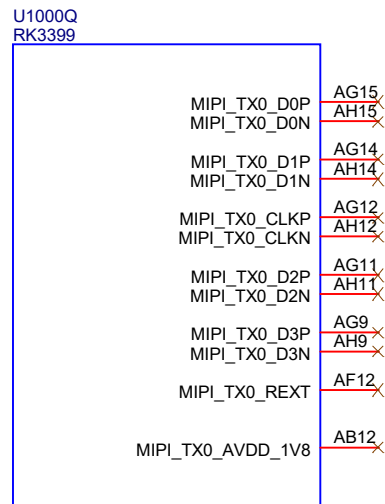 U1000Q
RK3399
MIPI_TX0_D0P AG15
MIPI_TX0_D0N AH15
MIPI_TX0_D1P AG14
MIPI_TX0_D1N AH14
MIPI_TX0_CLKP AG12
MIPI_TX0_CLKN AH12
MIPI_TX0_D2P AG11
MIPI_TX0_D2N AH11
MIPI_TX0_D3P AG9
MIPI_TX0_D3N AH9
MIPI_TX0_REXT AF12
MIPI_TX0_AVDD_1V8 AB12